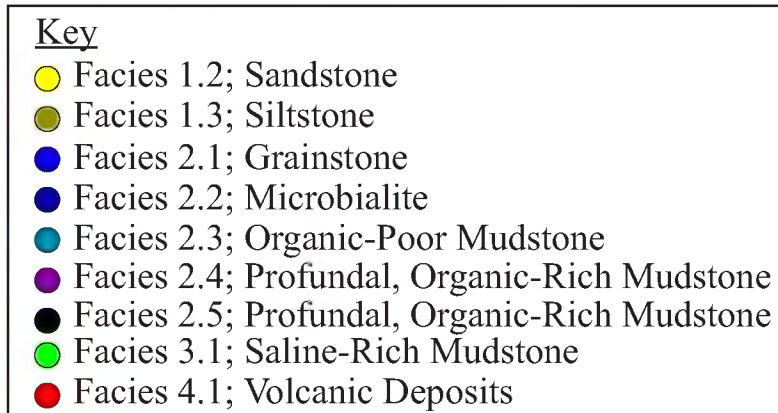 Key
Facies 1.2; Sandstone
Facies 1.3; Siltstone
Facies 2.1; Grainstone
Facies 2.2; Microbialite
Facies 2.3; Organic-Poor Mudstone
Facies 2.4; Profundal, Organic-Rich Mudstone
Facies 2.5; Profundal, Organic-Rich Mudstone
Facies 3.1; Saline-Rich Mudstone
Facies 4.1; Volcanic Deposits